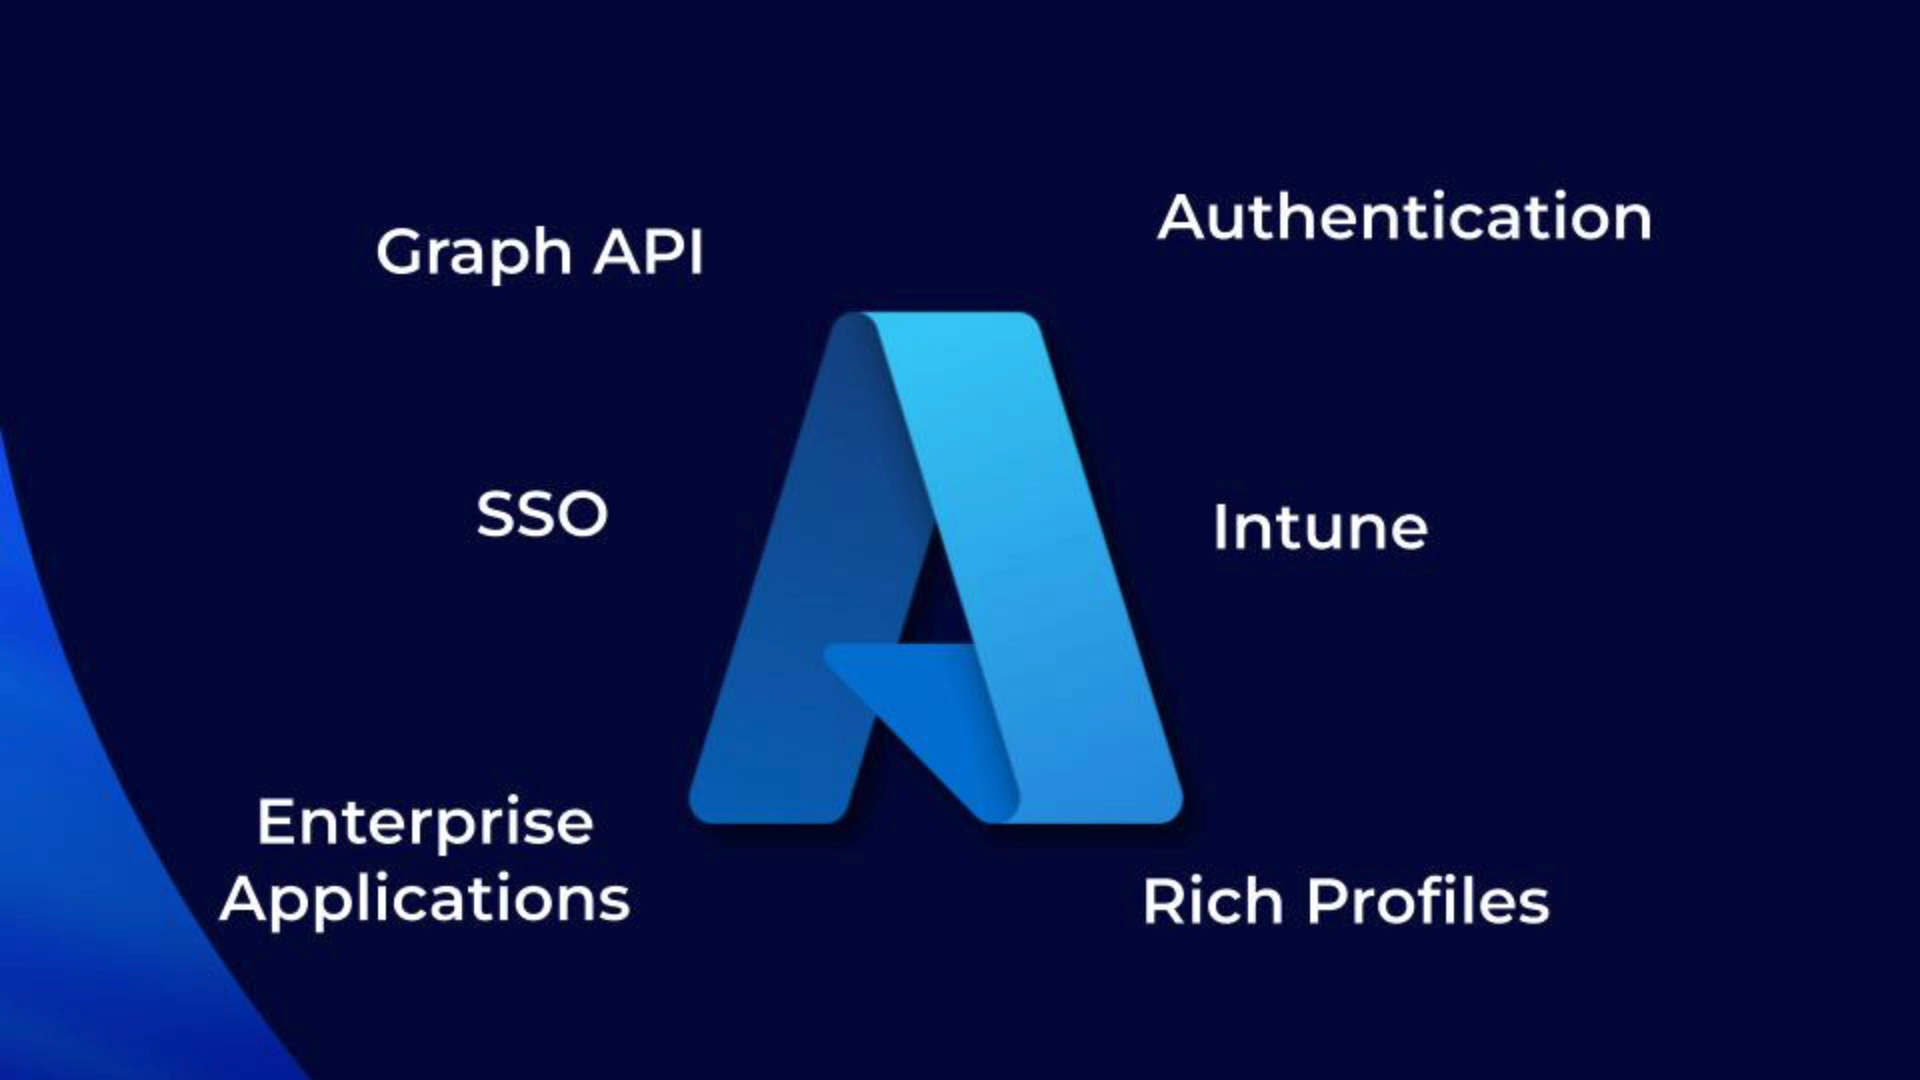 Graph API
Authentication
SSO
Intune
Enterprise
Applications
Rich Profiles